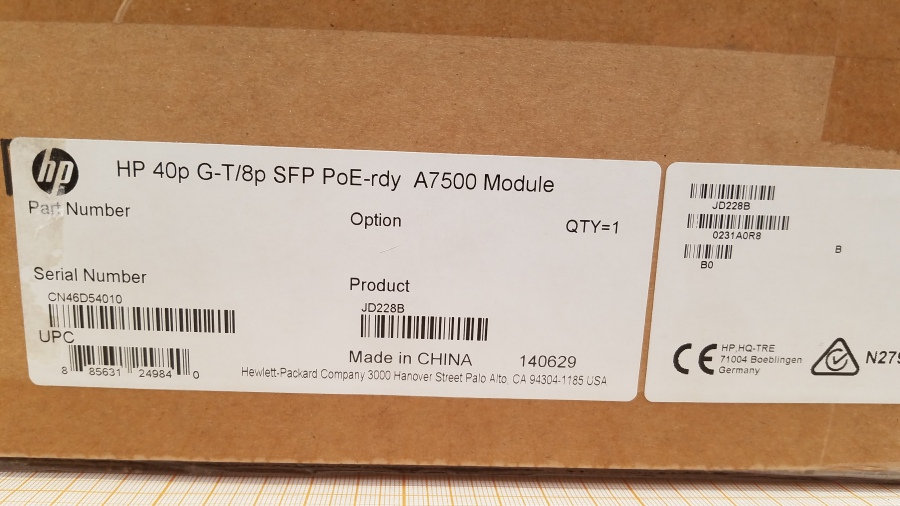 hp
HP 40p G-T/8p SFP PoE-rdy A7500 Module
Part Number
Option
QTY=1
Serial Number
CN46D54010
Product
JD228B
UPC
8 85631 24984 0
Made in CHINA 140629
Hewlett-Packard Company 3000 Hanover Street Palo Alto, CA 94304-1185 USA
JD228B
0231A0R8
B
B0
CE
HP,HQ-TRE
71004 Boeblingen
Germany
N279